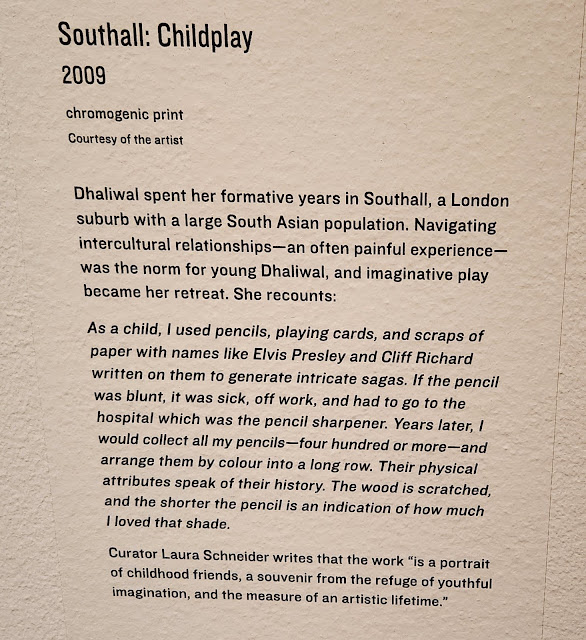 Southall: Childplay
2009
chromogenic print
Courtesy of the artist
Dhaliwal spent her formative years in Southall, a London
suburb with a large South Asian population. Navigating
intercultural relationships—an often painful experience—
was the norm for young Dhaliwal, and imaginative play
became her retreat. She recounts:
As a child, I used pencils, playing cards, and scraps of
paper with names like Elvis Presley and Cliff Richard
written on them to generate intricate sagas. If the pencil
was blunt, it was sick, off work, and had to go to the
hospital which was the pencil sharpener. Years later, I
would collect all my pencils—four hundred or more—and
arrange them by colour into a long row. Their physical
attributes speak of their history. The wood is scratched,
and the shorter the pencil is an indication of how much
I loved that shade.
Curator Laura Schneider writes that the work “is a portrait
of childhood friends, a souvenir from the refuge of youthful
imagination, and the measure of an artistic lifetime.”